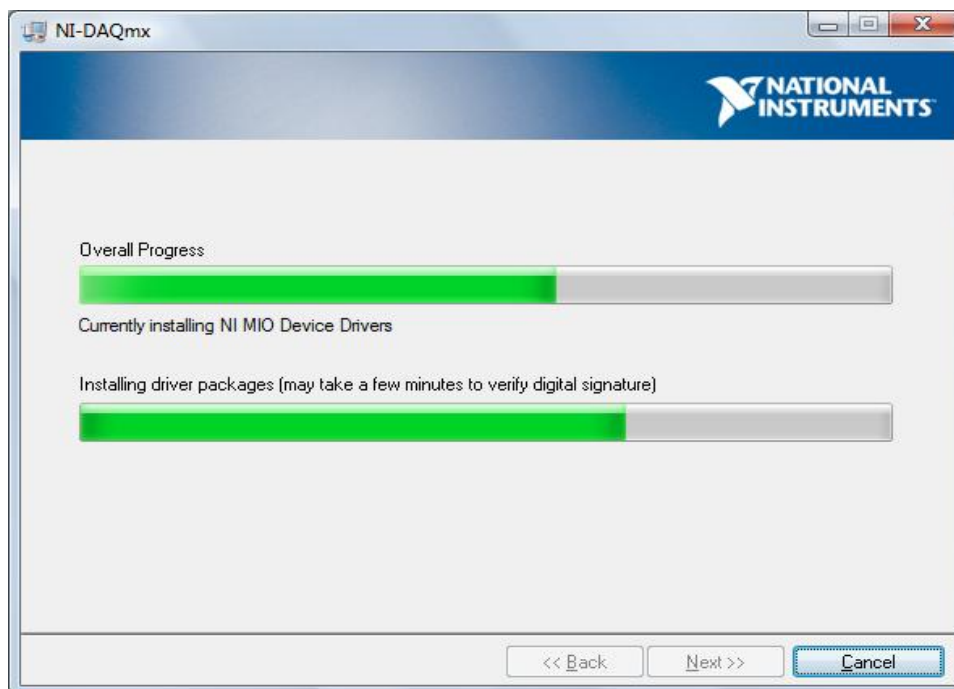 NI-DAQmx
NATIONAL
INSTRUMENTS
Overall Progress
Currently installing NI MIO Device Drivers
Installing driver packages (may take a few minutes to verify digital signature)
<< Back
Next >>
Cancel